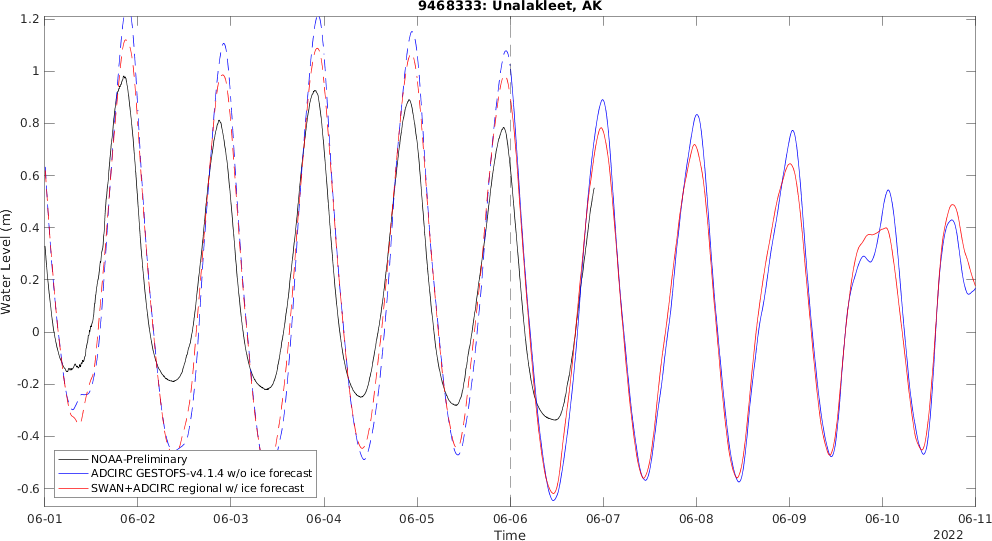 9468333: Unalakleet, AK
Water Level (m)
1.2
1
0.8
0.6
0.4
0.2
0
-0.2
-0.4
-0.6
NOAA-Preliminary
ADCIRC GESTOFS-v4.1.4 w/o ice forecast
SWAN+ADCIRC regional w/ ice forecast
06-01 06-02 06-03 06-04 06-05 06-06 06-07 06-08 06-09 06-10 06-11
Time
2022